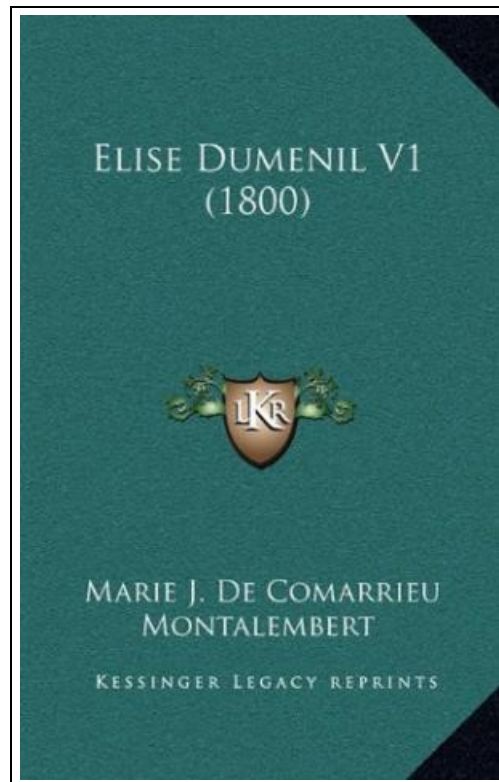 ELISE DUMENIL V1
(1800)
LKR
MARIE J. DE COMARRIEU
MONTALEMBERT
KESSINGER LEGACY REPRINTS